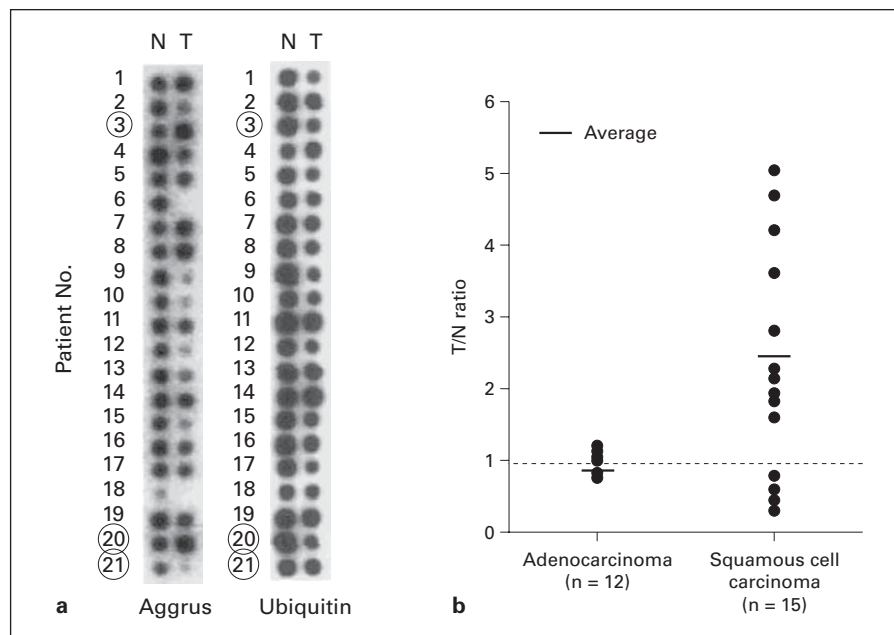 N T N T
Patient No.
1 1
2 2
3 3
4 4
5 5
6 6
7 7
8 8
9 9
10 10
11 11
12 12
13 13
14 14
15 15
16 16
17 17
18 18
19 19
20 20
21 21
a Aggrus Ubiquitin
T/N ratio
6
5
4
3
2
1
0
Average
Adenocarcinoma
(n = 12)
Squamous cell
carcinoma
(n = 15)
b